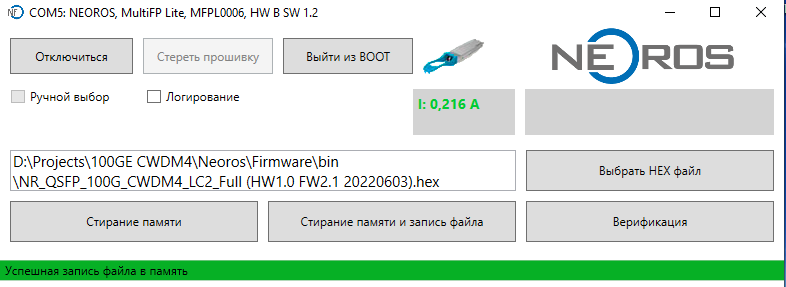 COM5: NEOROS, MultiFP Lite, MFPL0006, HW B SW 1.2
Отключиться
Стереть прошивку
Выйти из BOOT
NEOROS
Ручной выбор
Логирование
I: 0,216 A
D:\Projects\100GE CWDM4\Neoros\Firmware\bin
\NR_QSFP_100G_CWDM4_LC2_Full (HW1.0 FW2.1 20220603).hex
Выбрать HEX файл
Стирание памяти
Стирание памяти и запись файла
Верификация
Успешная запись файла в память